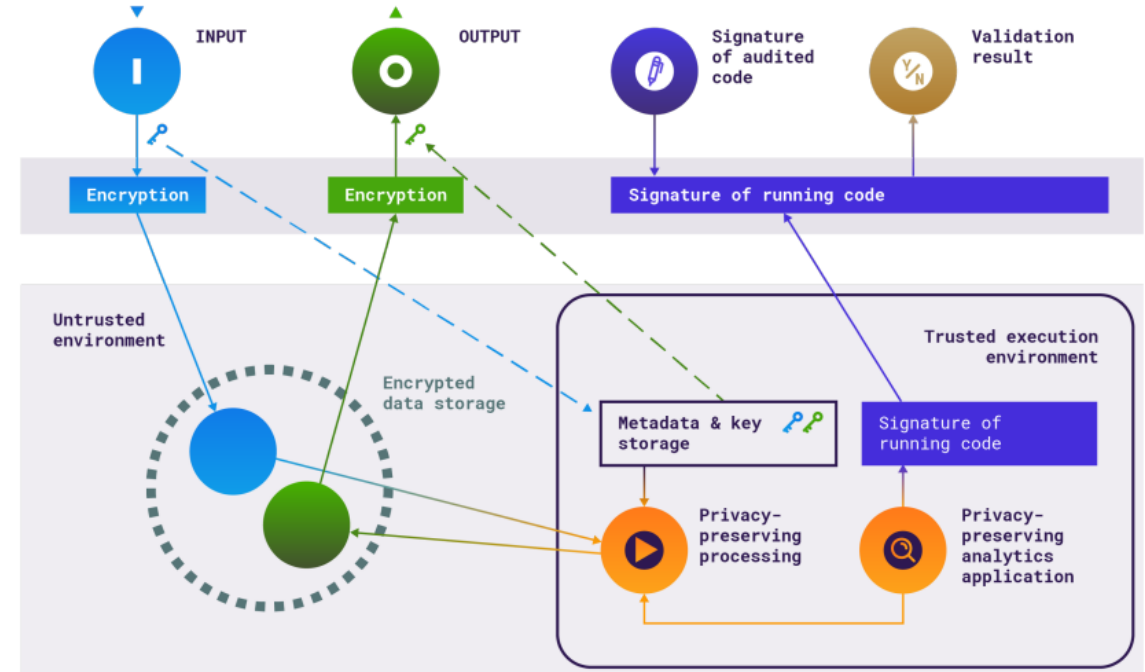 INPUT
OUTPUT
Signature
of audited
code
Validation
result
Y/N
Encryption
Encryption
Signature of running code
Untrusted
environment
Trusted execution
environment
Encrypted
data storage
Metadata & key
storage
Signature of
running code
Privacy-
preserving
processing
Privacy-
preserving
analytics
application